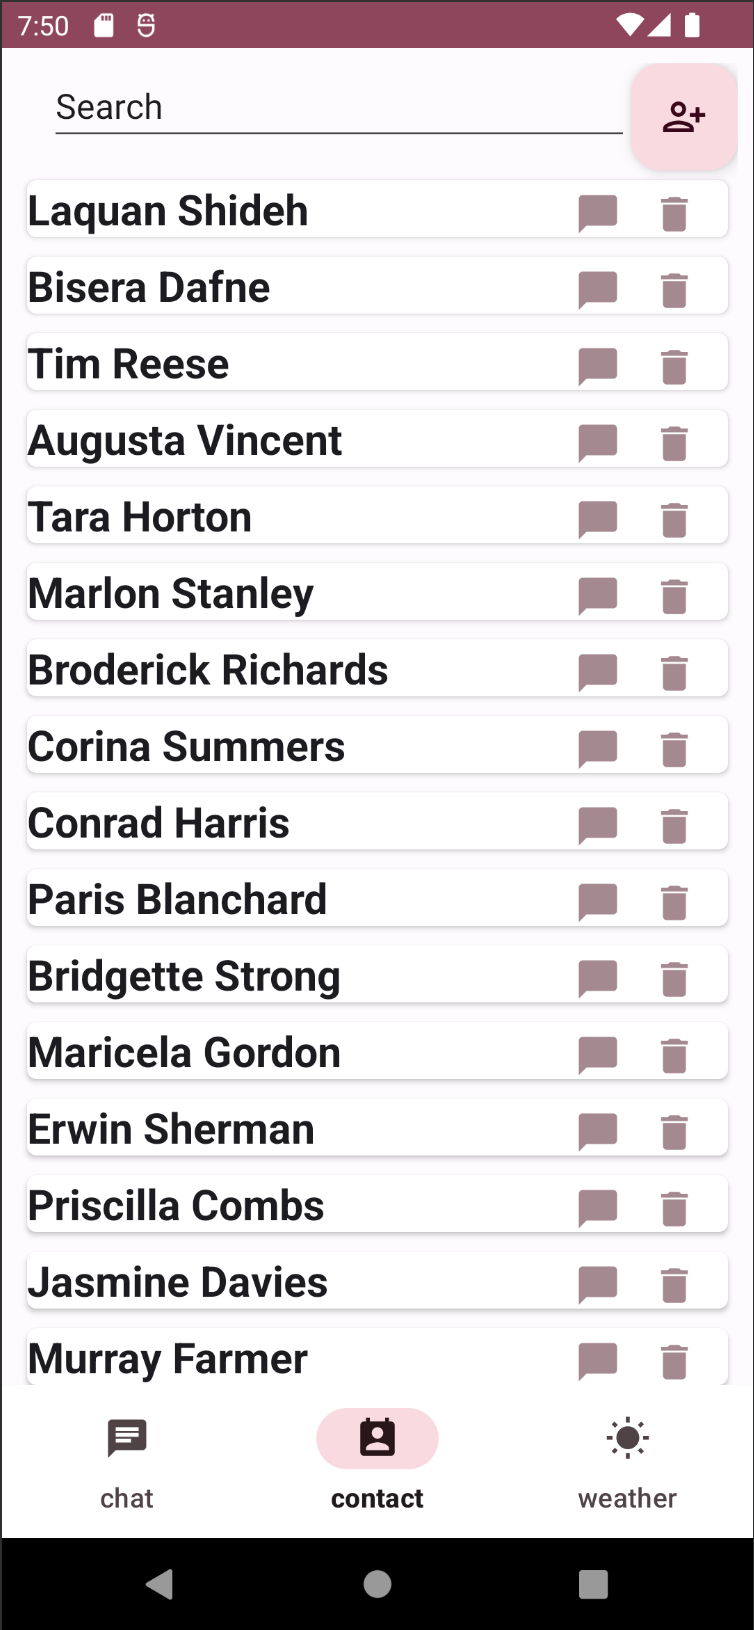 7:50
Search
Laquan Shideh
Bisera Dafne
Tim Reese
Augusta Vincent
Tara Horton
Marlon Stanley
Broderick Richards
Corina Summers
Conrad Harris
Paris Blanchard
Bridgette Strong
Maricela Gordon
Erwin Sherman
Priscilla Combs
Jasmine Davies
Murray Farmer
chat contact weather